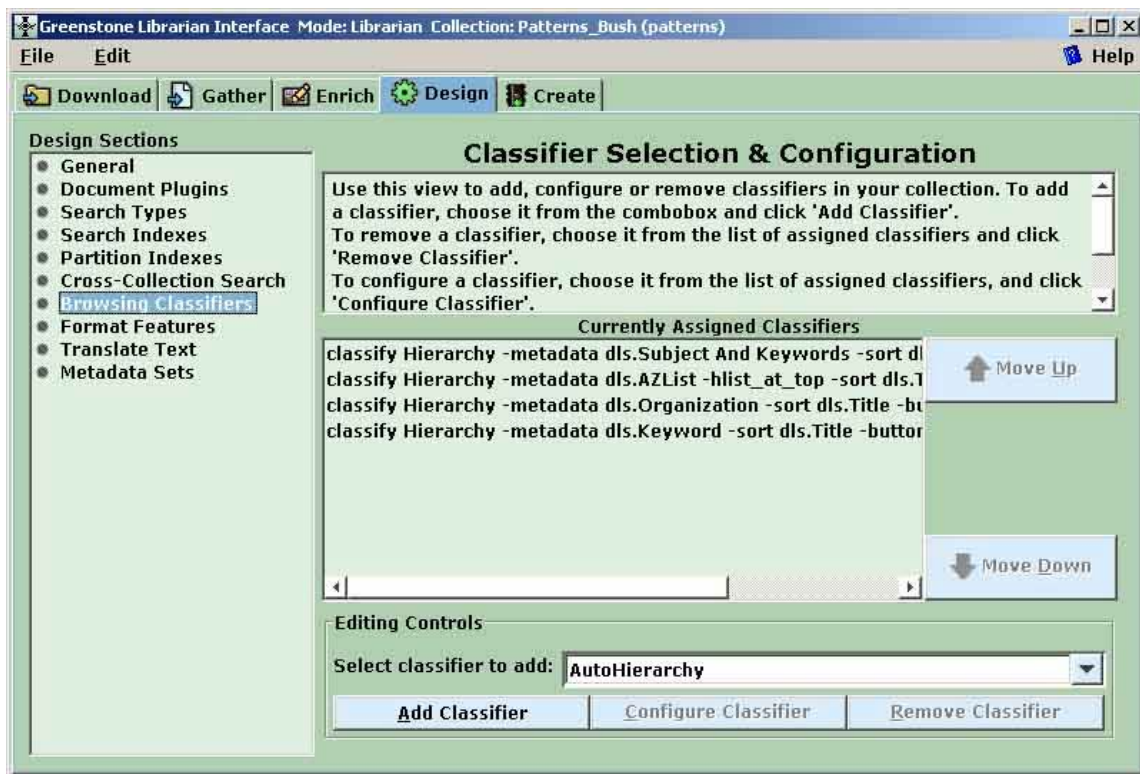 Greenstone Librarian Interface Mode: Librarian Collection: Patterns_Bush (patterns)
File Edit Help
Download Gather Enrich Design Create
Design Sections
General
Document Plugins
Search Types
Search Indexes
Partition Indexes
Cross-Collection Search
Browsing Classifiers
Format Features
Translate Text
Metadata Sets
Classifier Selection & Configuration
Use this view to add, configure or remove classifiers in your collection. To add
a classifier, choose it from the combobox and click 'Add Classifier'.
To remove a classifier, choose it from the list of assigned classifiers and click
'Remove Classifier'.
To configure a classifier, choose it from the list of assigned classifiers, and click
'Configure Classifier'.
Currently Assigned Classifiers
classify Hierarchy -metadata dls.Subject And Keywords -sort dl
classify Hierarchy -metadata dls.AZList -hlist_at_top -sort dls.T
classify Hierarchy -metadata dls.Organization -sort dls.Title -bu
classify Hierarchy -metadata dls.Keyword -sort dls.Title -button
Move Up
Move Down
Editing Controls
Select classifier to add: AutoHierarchy
Add Classifier Configure Classifier Remove Classifier